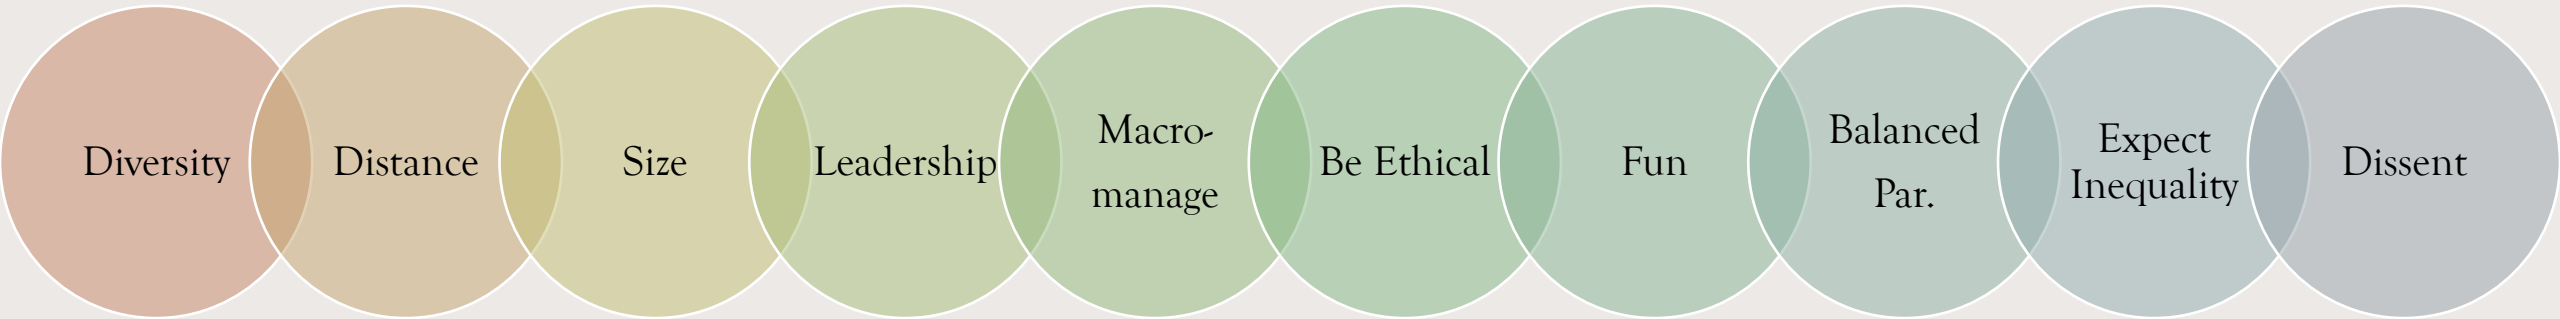 Diversity
Distance
Size
Leadership
Macro-
manage
Be Ethical
Fun
Balanced
Par.
Expect
Inequality
Dissent